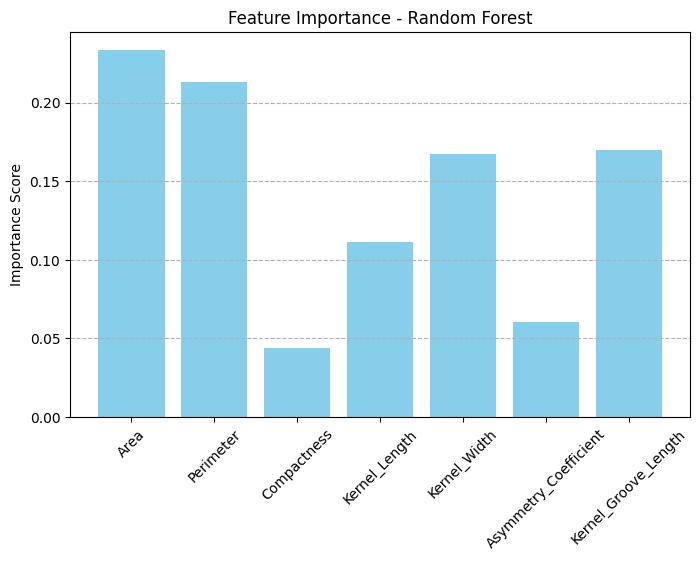 Feature Importance - Random Forest
Importance Score
0.20
0.15
0.10
0.05
0.00
Area
Perimeter
Compactness
Kernel_Length
Kernel_Width
Asymmetry_Coefficient
Kernel_Groove_Length